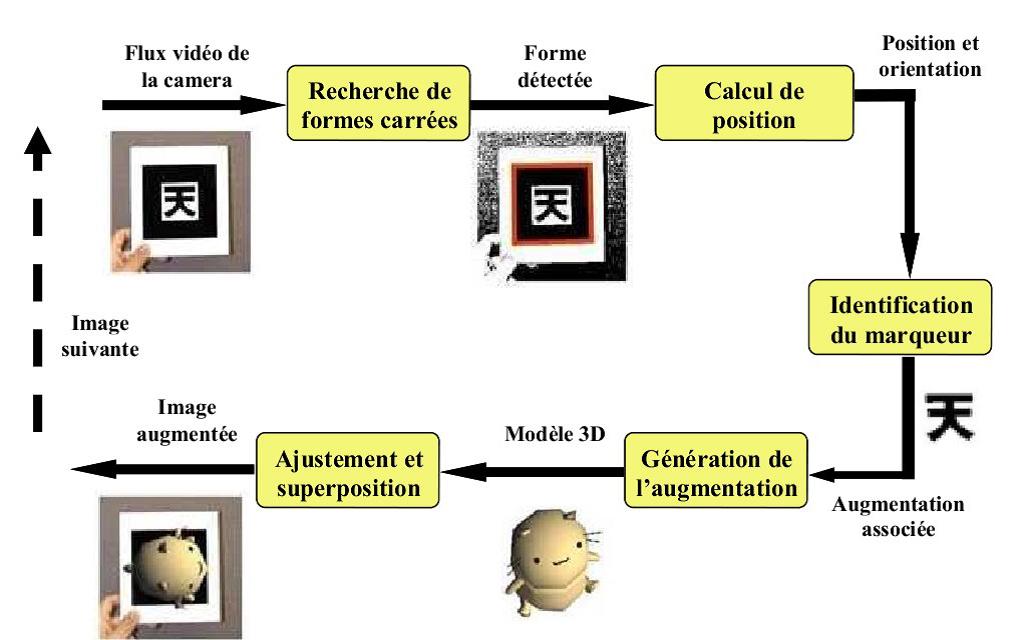 Flux vidéo de
la camera
Recherche de
formes carrées
Forme
détectée
Calcul de
position
Position et
orientation
天
天
Identification
du marqueur
天
Augmentation
associée
Génération de
l’augmentation
Modèle 3D
Ajustement et
superposition
Image
augmentée
Image
suivante